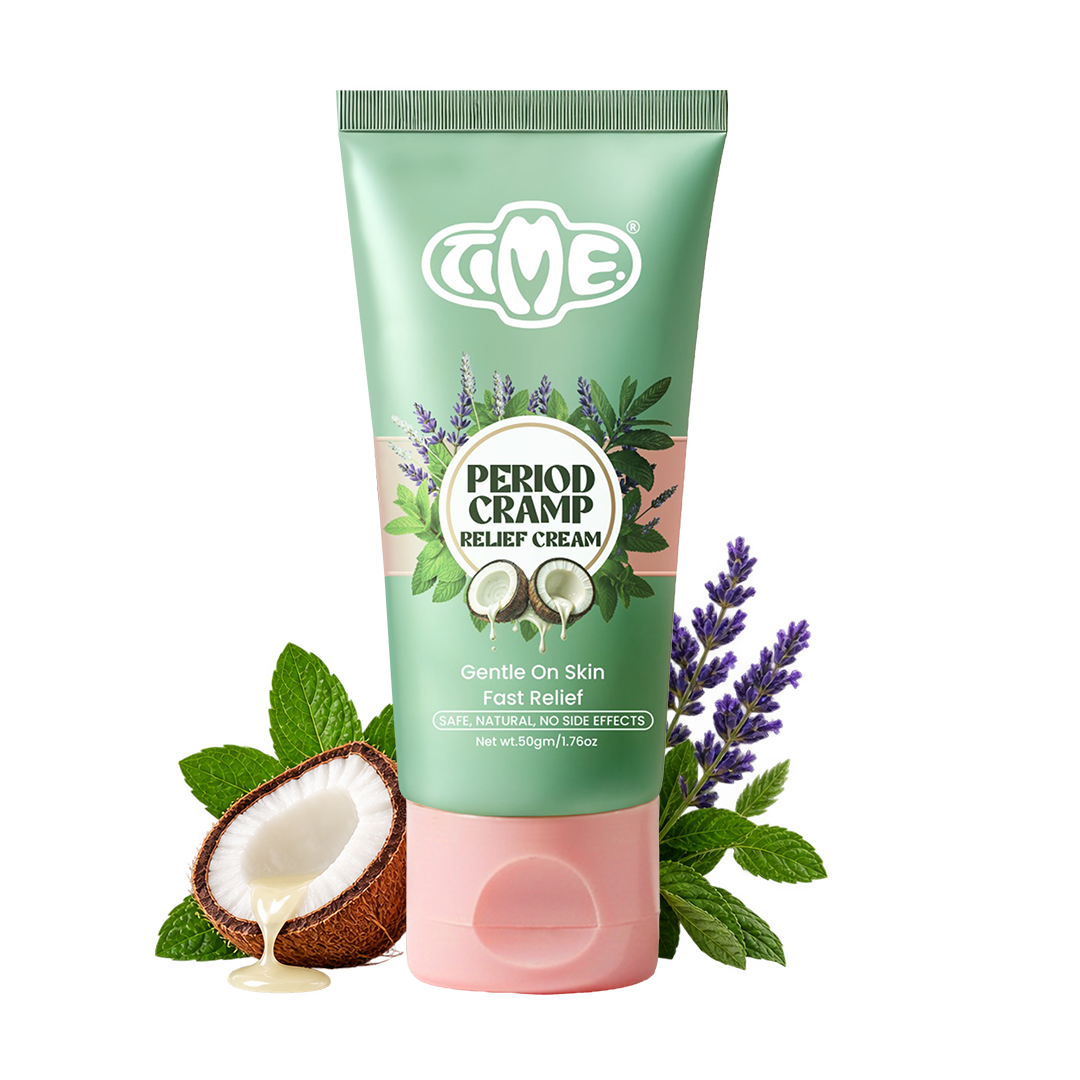 TIME.®
PERIOD
CRAMP
RELIEF CREAM
Gentle On Skin
Fast Relief
SAFE, NATURAL, NO SIDE EFFECTS
Net wt.50gm/1.76oz